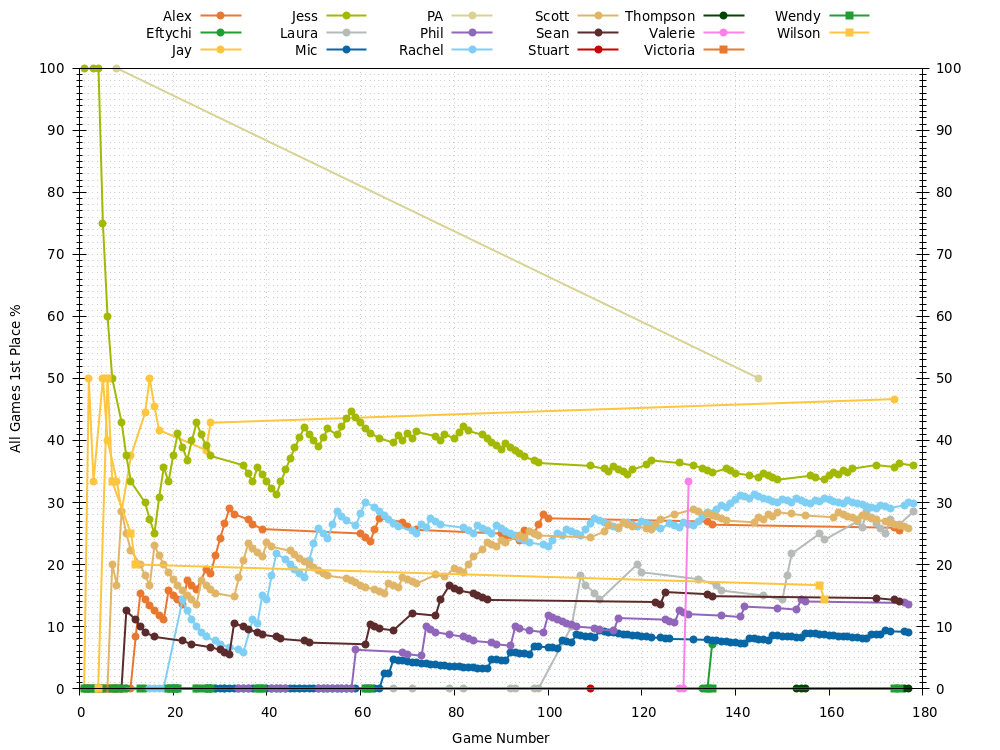 Alex Jess PA Scott Thompson Wendy
Eftychi Laura Phil Sean Valerie Wilson
Jay Mic Rachel Stuart Victoria
100 100
90 90
80 80
70 70
60 60
50 50
40 40
30 30
20 20
10 10
0 0
All Games 1st Place %
0 20 40 60 80 100 120 140 160 180
Game Number